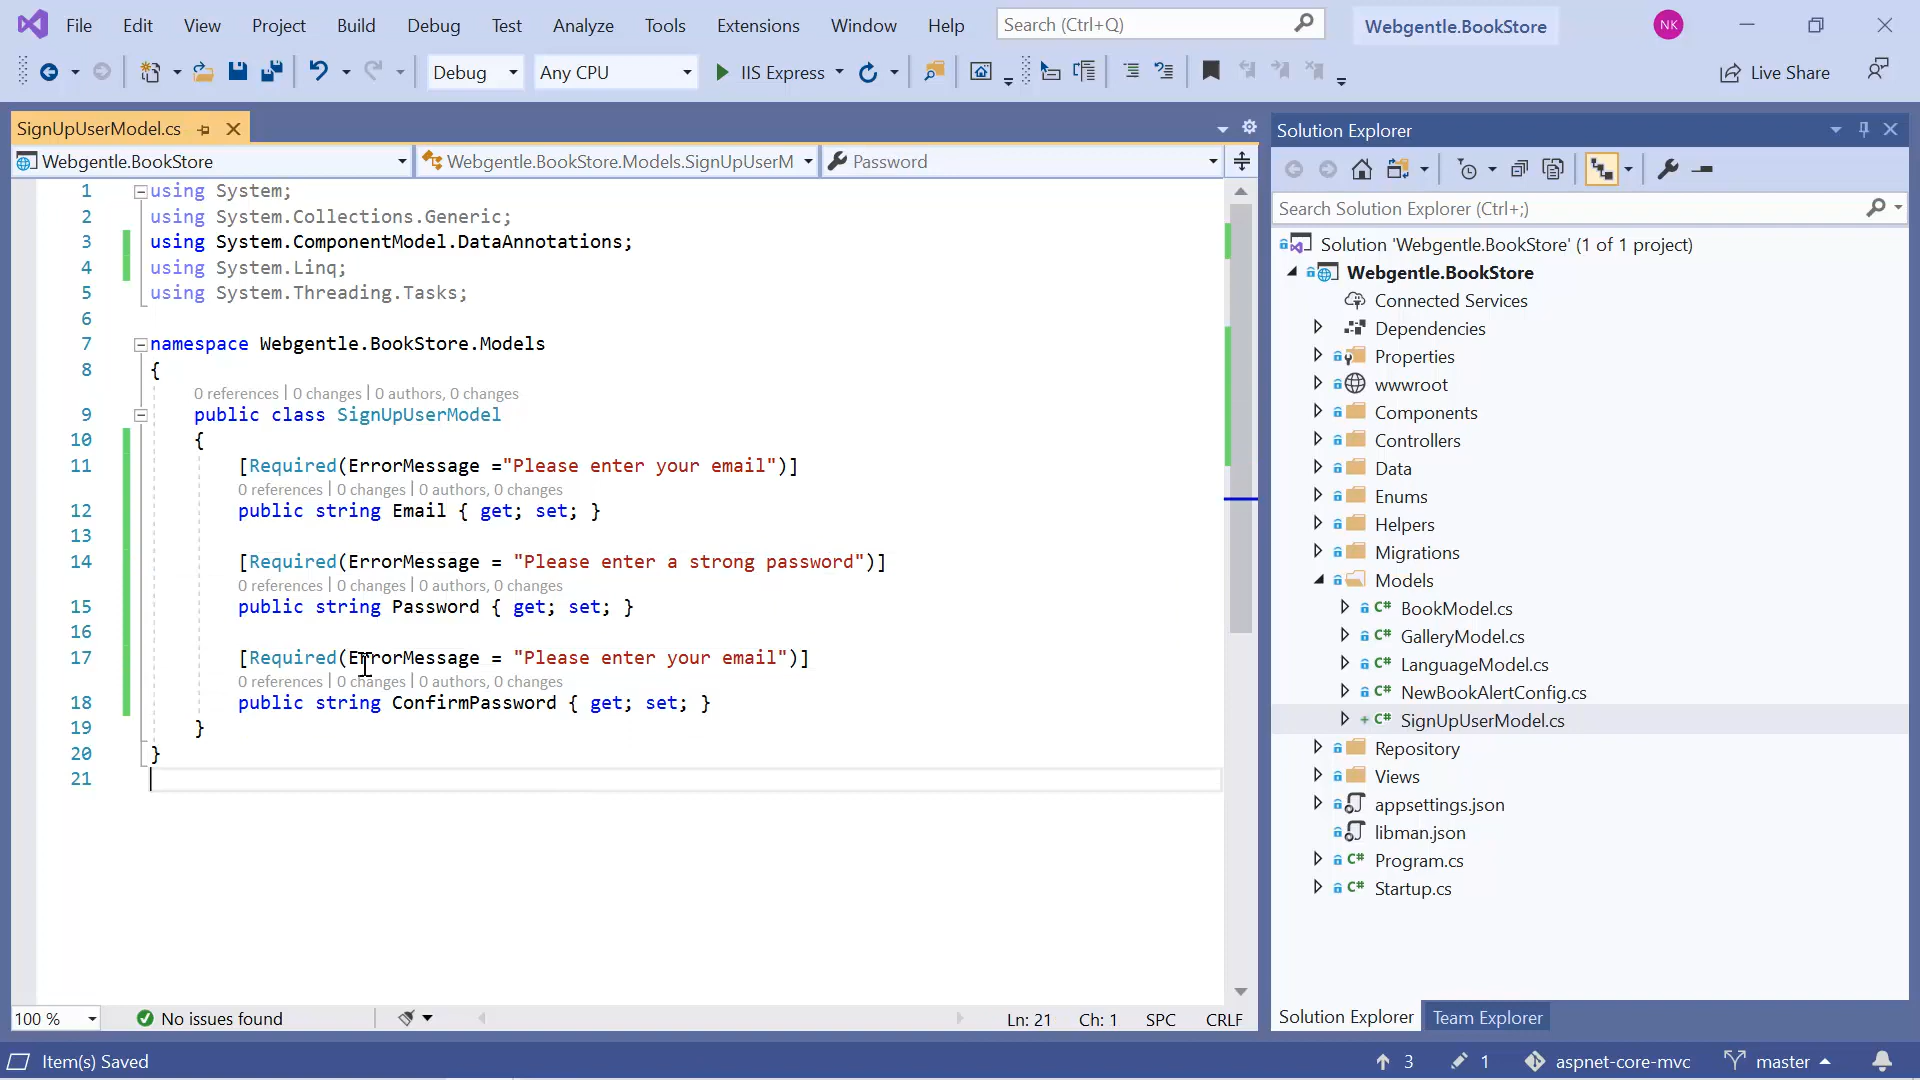 File Edit View Project Build Debug Test Analyze Tools Extensions Window Help Search (Ctrl+Q) Webgentle.BookStore NK
Debug Any CPU IIS Express Live Share
SignUpUserModel.cs
Webgentle.BookStore Webgentle.BookStore.Models.SignUpUserM Password
1 using System;
2 using System.Collections.Generic;
3 using System.ComponentModel.DataAnnotations;
4 using System.Linq;
5 using System.Threading.Tasks;
6
7 namespace Webgentle.BookStore.Models
8 {
0 references | 0 changes | 0 authors, 0 changes
9 public class SignUpUserModel
10 {
11 [Required(ErrorMessage ="Please enter your email")]
0 references | 0 changes | 0 authors, 0 changes
12 public string Email { get; set; }
13
14 [Required(ErrorMessage = "Please enter a strong password")]
0 references | 0 changes | 0 authors, 0 changes
15 public string Password { get; set; }
16
17 [Required(ErrorMessage = "Please enter your email")]
0 references | 0 changes | 0 authors, 0 changes
18 public string ConfirmPassword { get; set; }
19 }
20 }
21
100 % No issues found Ln: 21 Ch: 1 SPC CRLF
Solution Explorer
Search Solution Explorer (Ctrl+;)
Solution 'Webgentle.BookStore' (1 of 1 project)
Webgentle.BookStore
Connected Services
Dependencies
Properties
wwwroot
Components
Controllers
Data
Enums
Helpers
Migrations
Models
C# BookModel.cs
C# GalleryModel.cs
C# LanguageModel.cs
C# NewBookAlertConfig.cs
C# SignUpUserModel.cs
Repository
Views
appsettings.json
libman.json
C# Program.cs
C# Startup.cs
Solution Explorer Team Explorer
Item(s) Saved 3 1 aspnet-core-mvc master